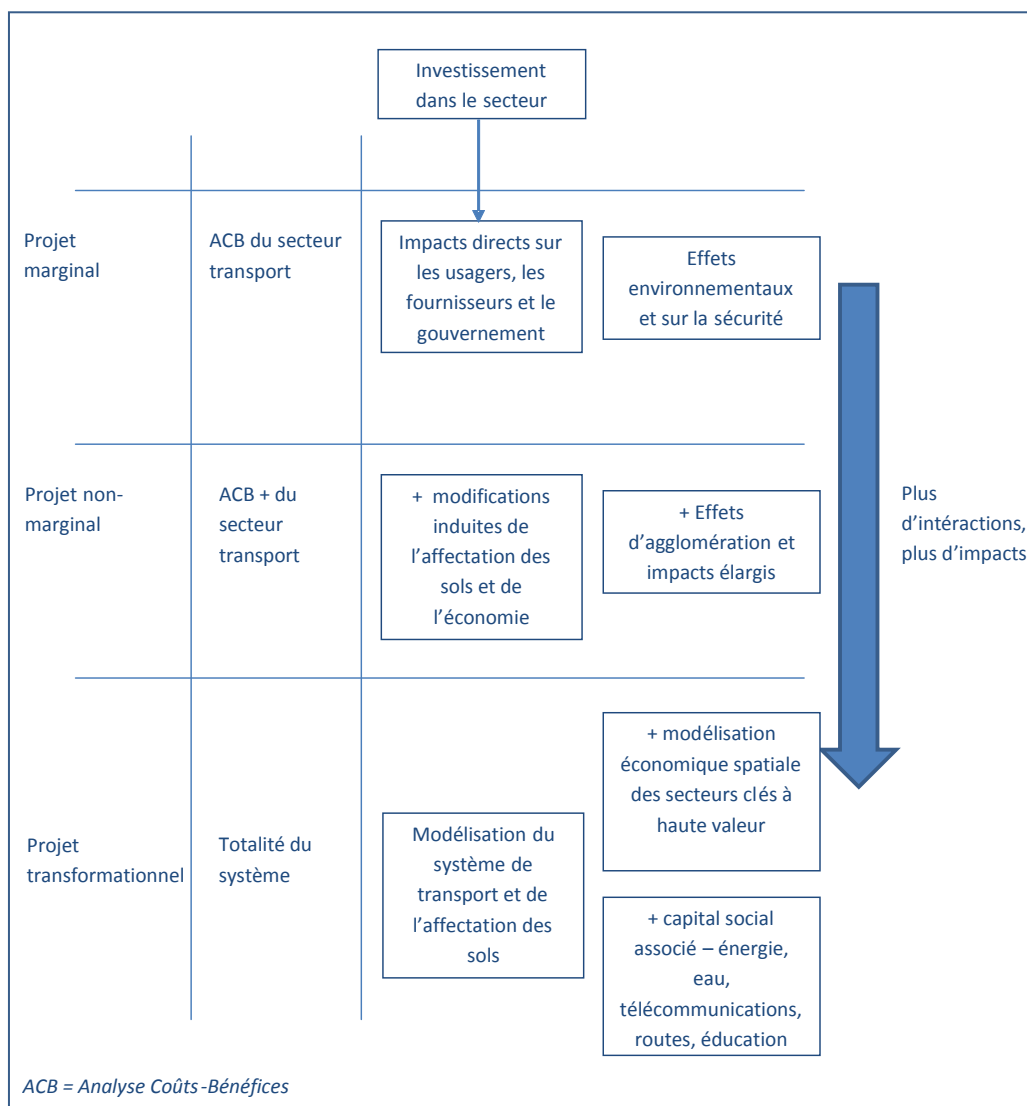 Investissement
dans le secteur
Projet
marginal
ACB du secteur
transport
Impacts directs sur
les usagers, les
fournisseurs et le
gouvernement
Effets
environnementaux
et sur la sécurité
Projet non-
marginal
ACB + du
secteur
transport
+ modifications
induites de
l’affectation des
sols et de
l’économie
+ Effets
d’agglomération et
impacts élargis
Plus
d’intéractions,
plus d’impacts
Projet
transformationnel
Totalité du
système
Modélisation du
système de
transport et de
l’affectation des
sols
+ modélisation
économique spatiale
des secteurs clés à
haute valeur
+ capital social
associé – énergie,
eau,
télécommunications,
routes, éducation
ACB = Analyse Coûts-Bénéfices